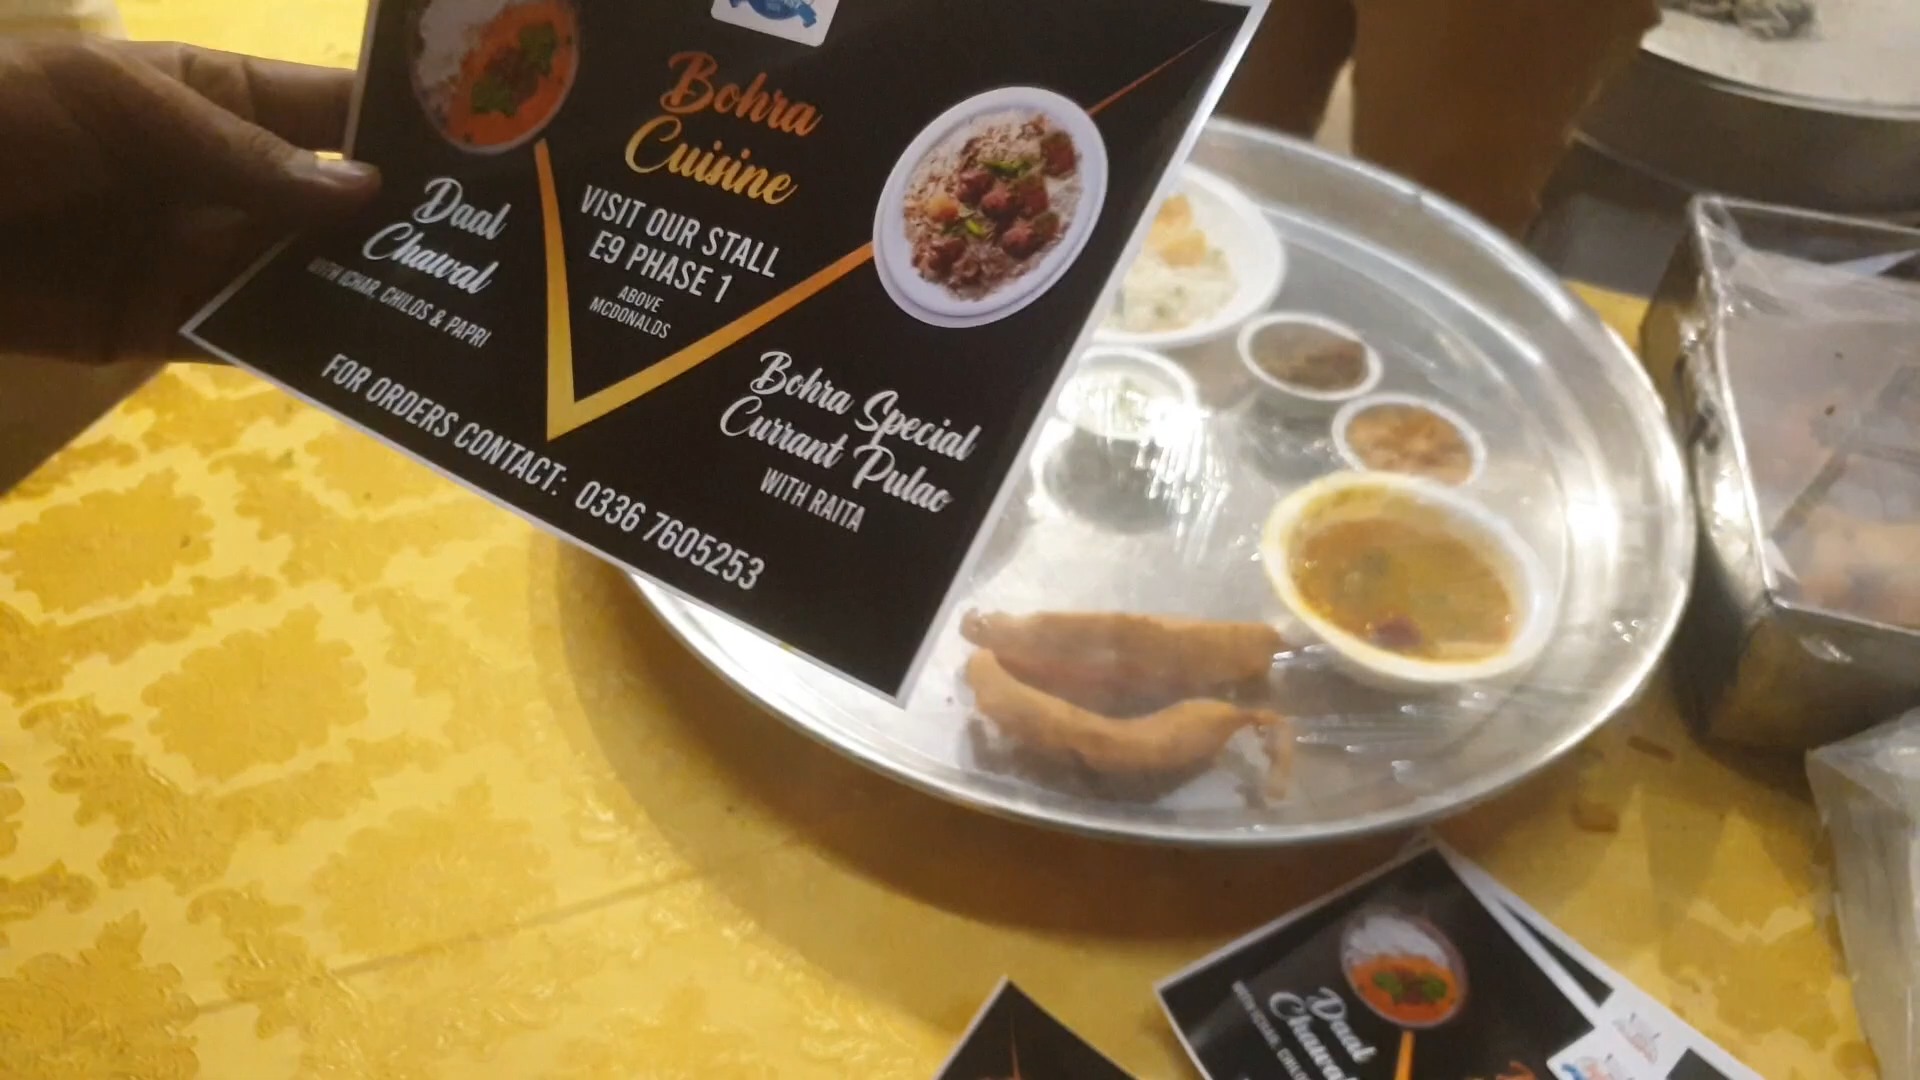 Bohra
Cuisine
VISIT OUR STALL
E9 PHASE 1
ABOVE
MCDONALDS
Daal
Chawal
WITH ICHAR, CHILOS & PAPRI
Bohra Special
Currant Pulao
WITH RAITA
FOR ORDERS CONTACT: 0336 7605253
Daal
Chawal